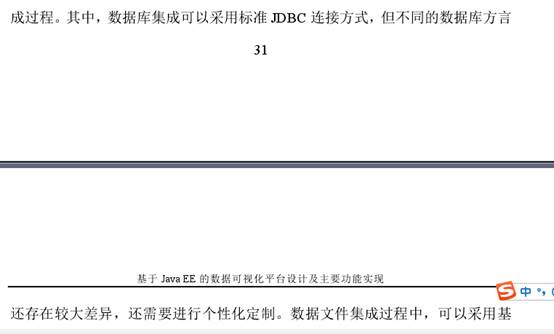 成过程。其中，数据库集成可以采用标准 JDBC 连接方式，但不同的数据库方言
31
基于 Java EE 的数据可视化平台设计及主要功能实现
中 °，
还存在较大差异，还需要进行个性化定制。数据文件集成过程中，可以采用基